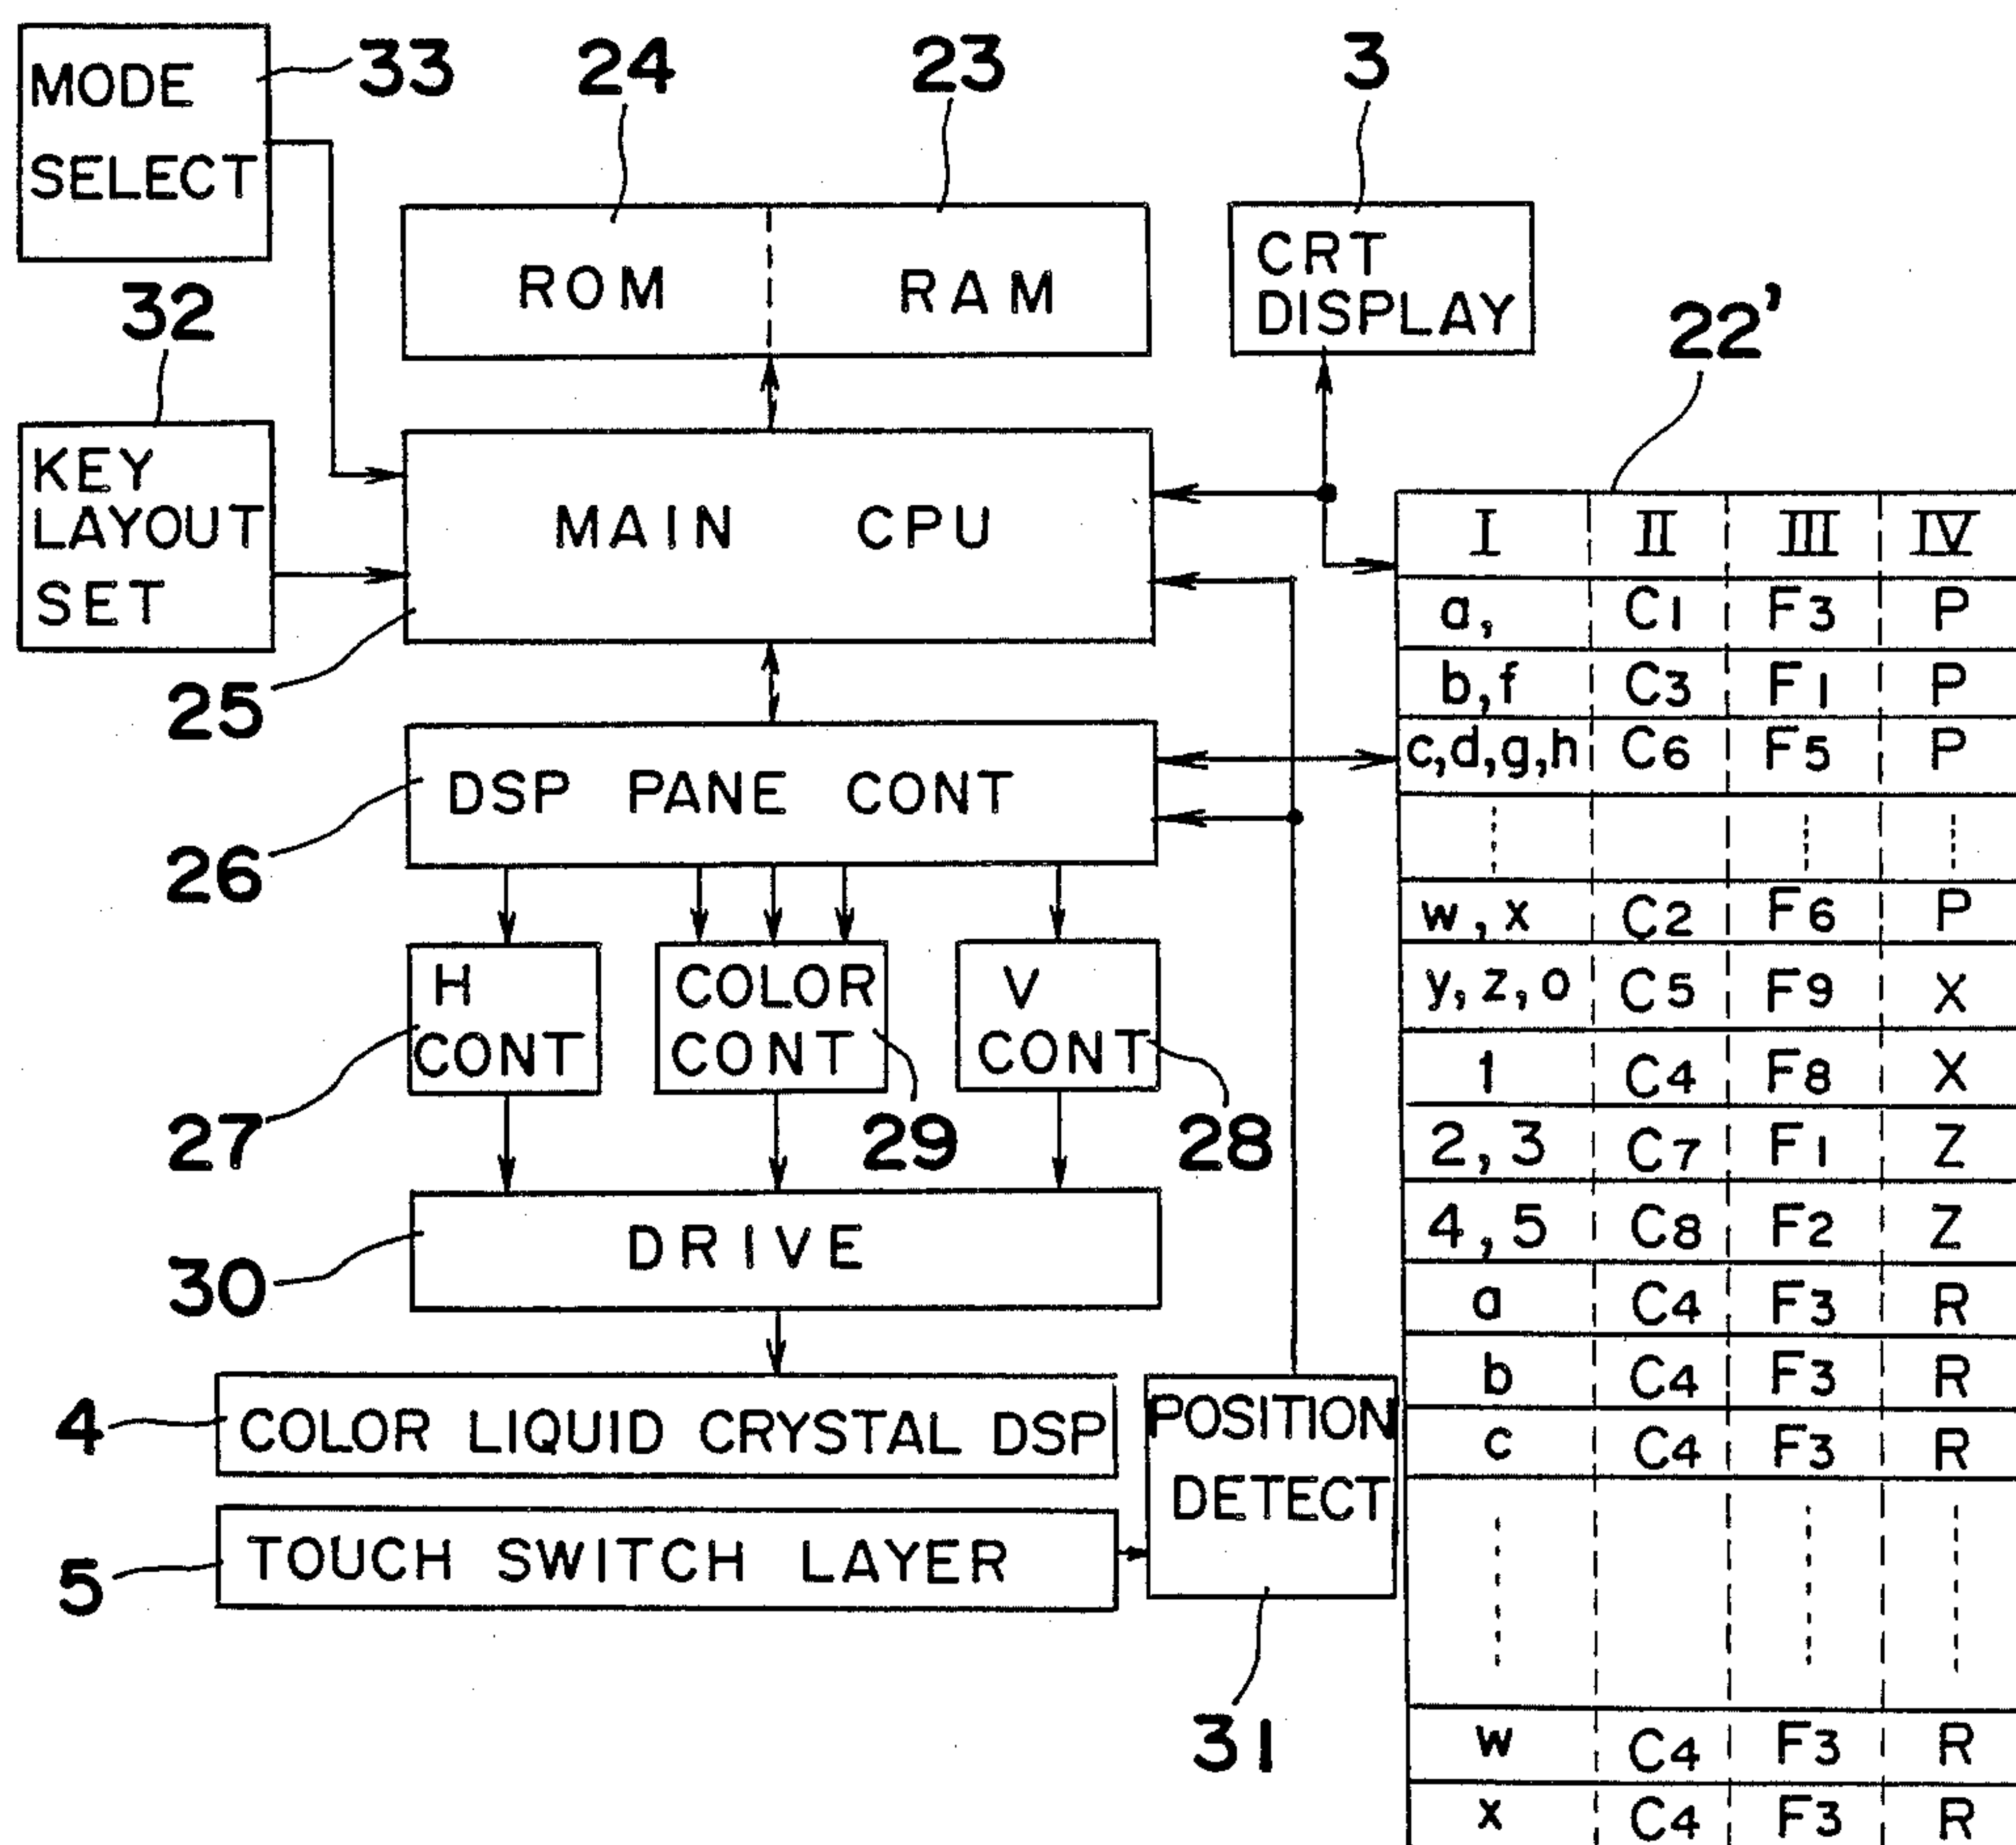 MODE
SELECT
33
24
23
3
ROM
RAM
CRT
DISPLAY
32
22'
KEY
LAYOUT
SET
MAIN CPU
25
DSP PANE CONT
26
H
CONT
COLOR
CONT
V
CONT
27
29
28
DRIVE
30
4
COLOR LIQUID CRYSTAL DSP
POSITION
DETECT
5
TOUCH SWITCH LAYER
31
I II III IV
a, C1 F3 P
b,f C3 F1 P
c,d,g,h C6 F5 P
w,x C2 F6 P
y,z,o C5 F9 X
1 C4 F8 X
2,3 C7 F1 Z
4,5 C8 F2 Z
a C4 F3 R
b C4 F3 R
c C4 F3 R
w C4 F3 R
x C4 F3 R